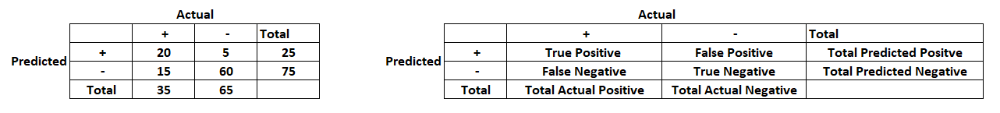 Actual
+ - Total
Predicted + 20 5 25
- 15 60 75
Total 35 65
Actual
+ - Total
Predicted + True Positive False Positive Total Predicted Positve
- False Negative True Negative Total Predicted Negative
Total Total Actual Positive Total Actual Negative